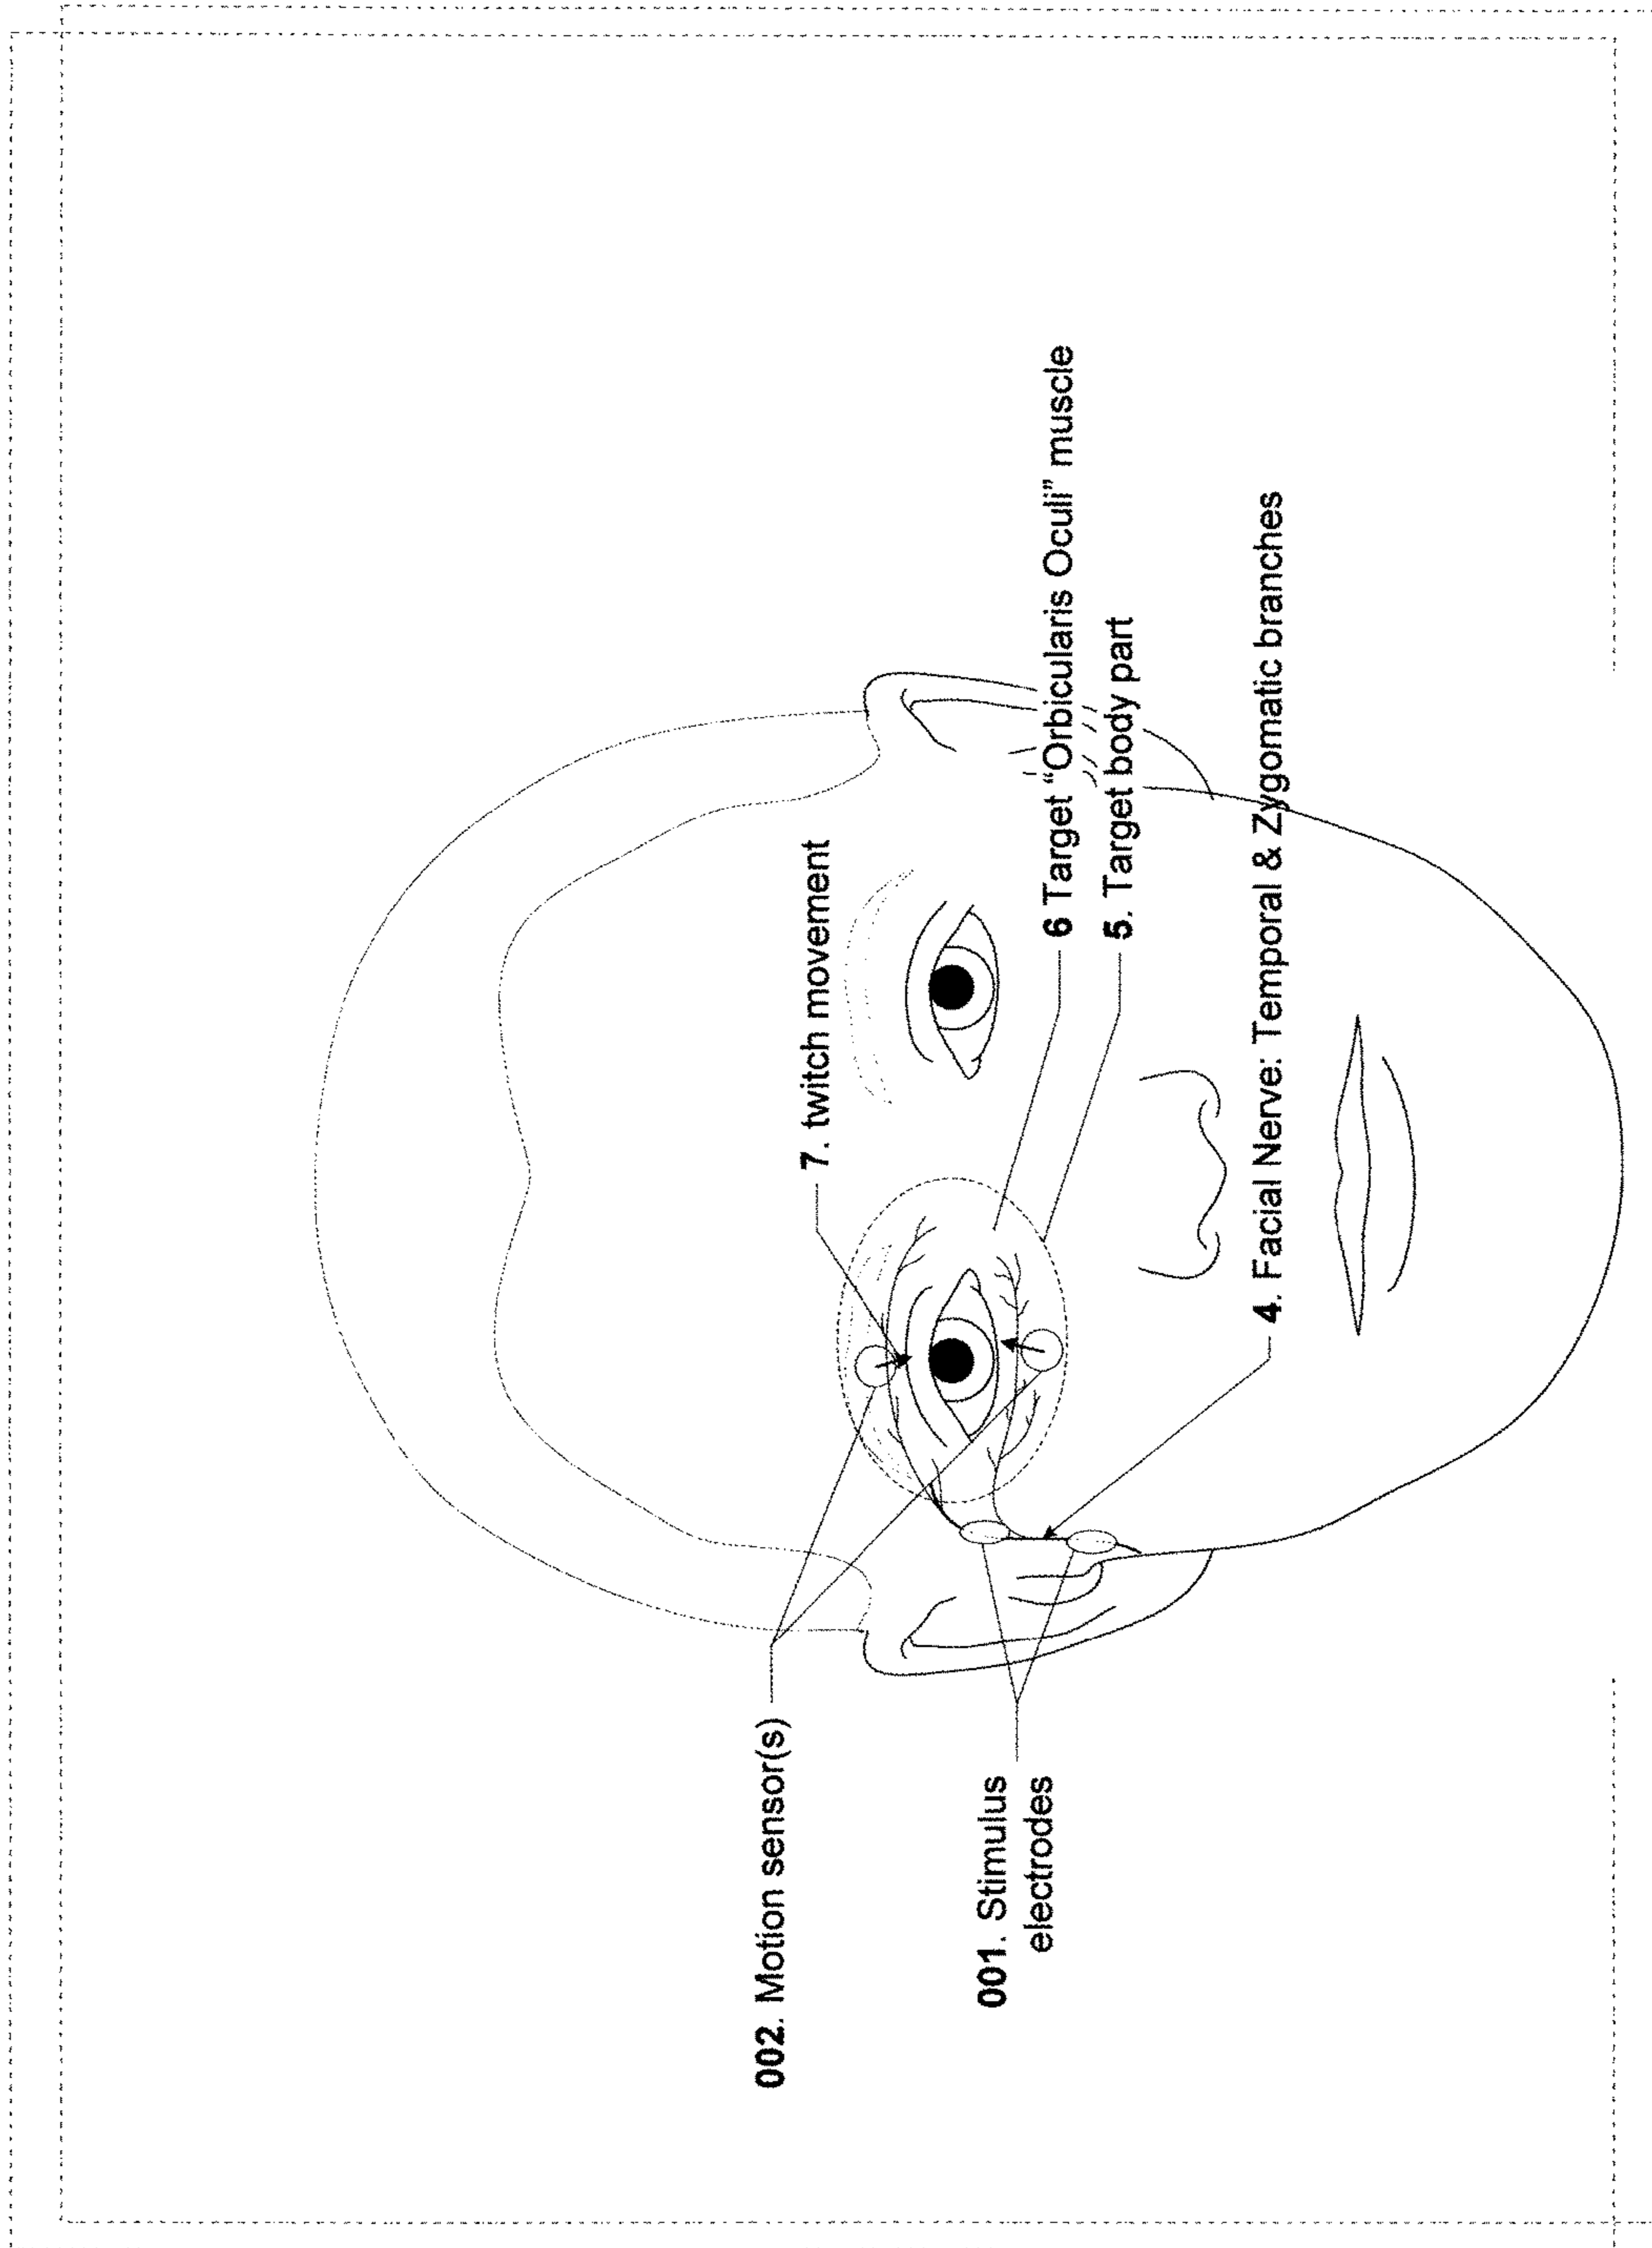 7. twitch movement
002. Motion sensor(s)
001. Stimulus
electrodes
6 Target “Orbicularis Oculi” muscle
5. Target body part
4. Facial Nerve: Temporal & Zygomatic branches